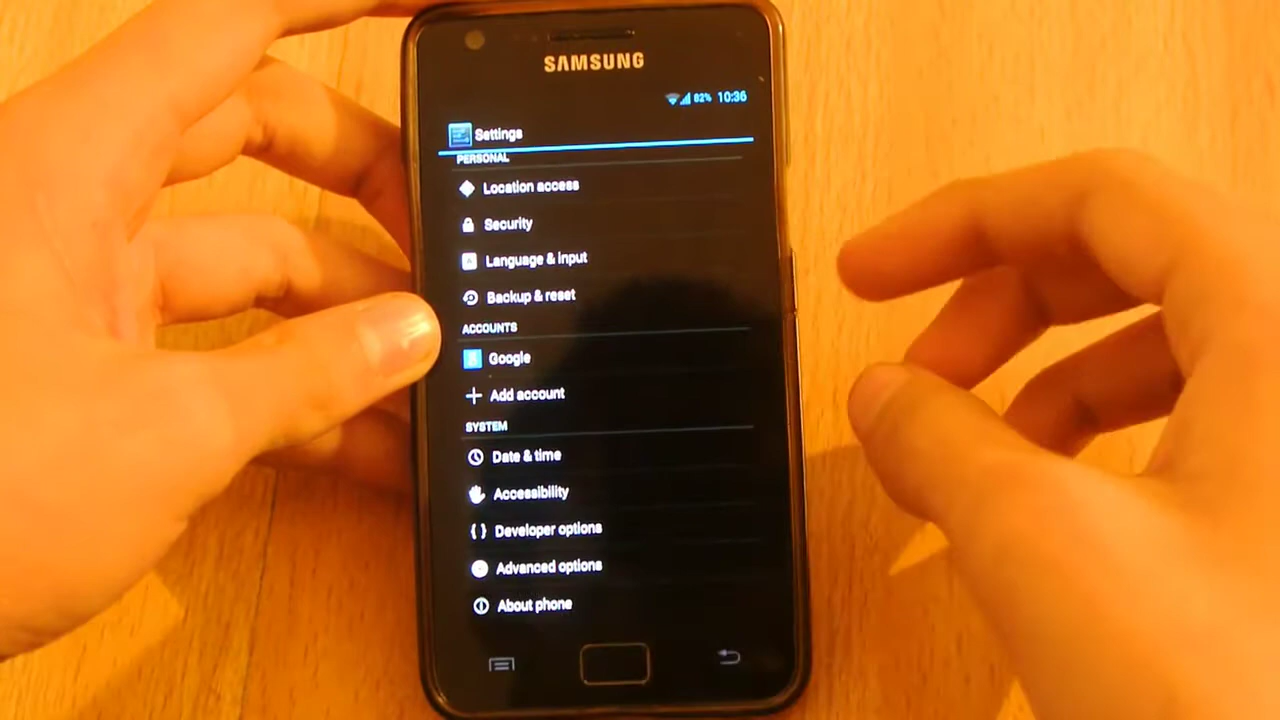 SAMSUNG
82% 10:36
Settings
PERSONAL
Location access
Security
Language & input
Backup & reset
ACCOUNTS
Google
Add account
SYSTEM
Date & time
Accessibility
{ } Developer options
Advanced options
About phone